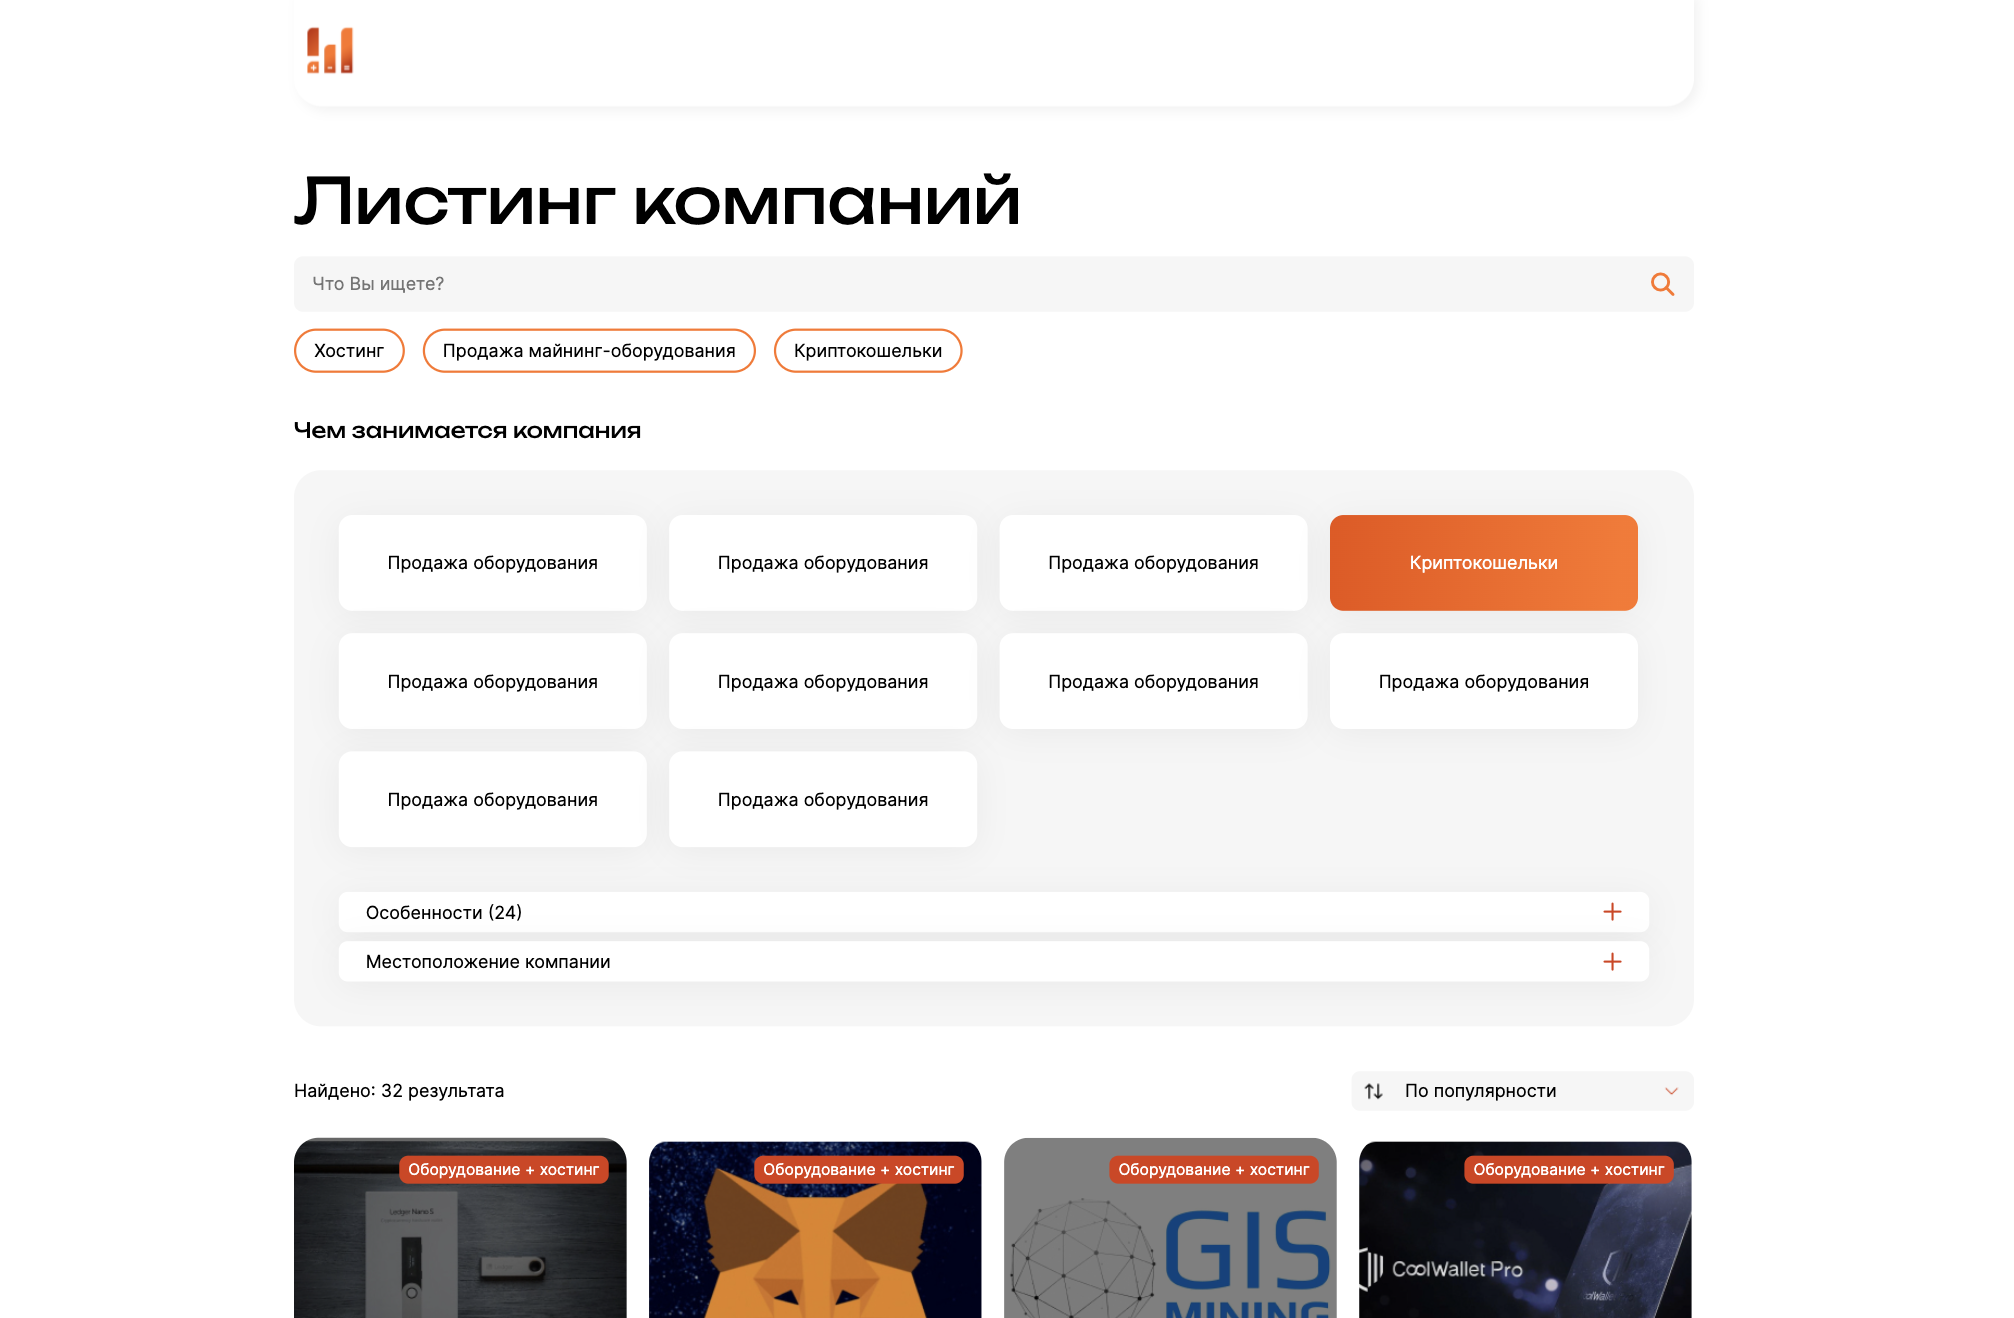 Листинг компаний
Что Вы ищете?
Хостинг
Продажа майнинг-оборудования
Криптокошельки
Чем занимается компания
Продажа оборудования
Продажа оборудования
Продажа оборудования
Криптокошельки
Продажа оборудования
Продажа оборудования
Продажа оборудования
Продажа оборудования
Продажа оборудования
Продажа оборудования
Особенности (24)
Местоположение компании
Найдено: 32 результата
По популярности
Оборудование + хостинг
Оборудование + хостинг
Оборудование + хостинг
Оборудование + хостинг
Ledger Nano S
GIS
MINING
CoolWallet Pro